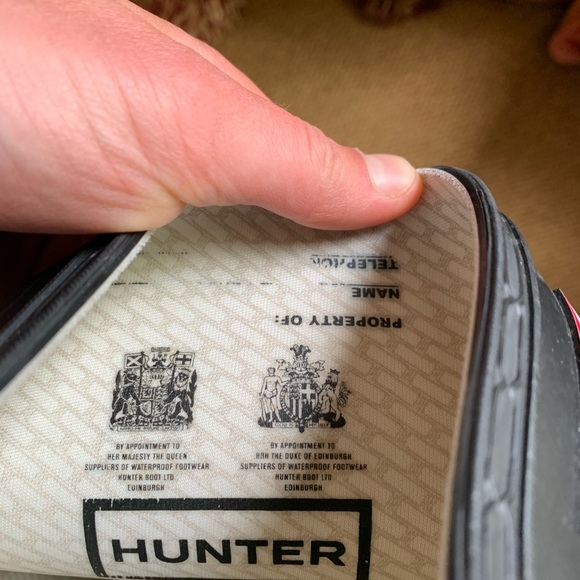 TELEPHON
NAME
PROPERTY OF:
BY APPOINTMENT TO
HER MAJESTY THE QUEEN
SUPPLIERS OF WATERPROOF FOOTWEAR
HUNTER BOOT LTD
EDINBURGH
BY APPOINTMENT TO
HRH THE DUKE OF EDINBURGH
SUPPLIERS OF WATERPROOF FOOTWEAR
HUNTER BOOT LTD
EDINBURGH
HUNTER